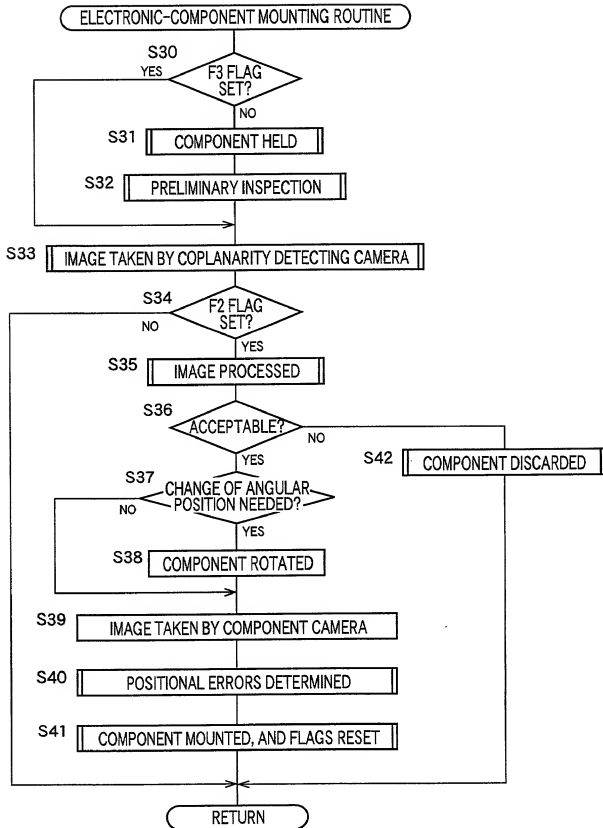 ELECTRONIC-COMPONENT MOUNTING ROUTINE
S30
YES
F3 FLAG
SET?
NO
S31
COMPONENT HELD
S32
PRELIMINARY INSPECTION
S33
IMAGE TAKEN BY COPLANARITY DETECTING CAMERA
S34
NO
F2 FLAG
SET?
YES
S35
IMAGE PROCESSED
S36
ACCEPTABLE?
NO
YES
S42
COMPONENT DISCARDED
S37
NO
CHANGE OF ANGULAR
POSITION NEEDED?
YES
S38
COMPONENT ROTATED
S39
IMAGE TAKEN BY COMPONENT CAMERA
S40
POSITIONAL ERRORS DETERMINED
S41
COMPONENT MOUNTED, AND FLAGS RESET
RETURN